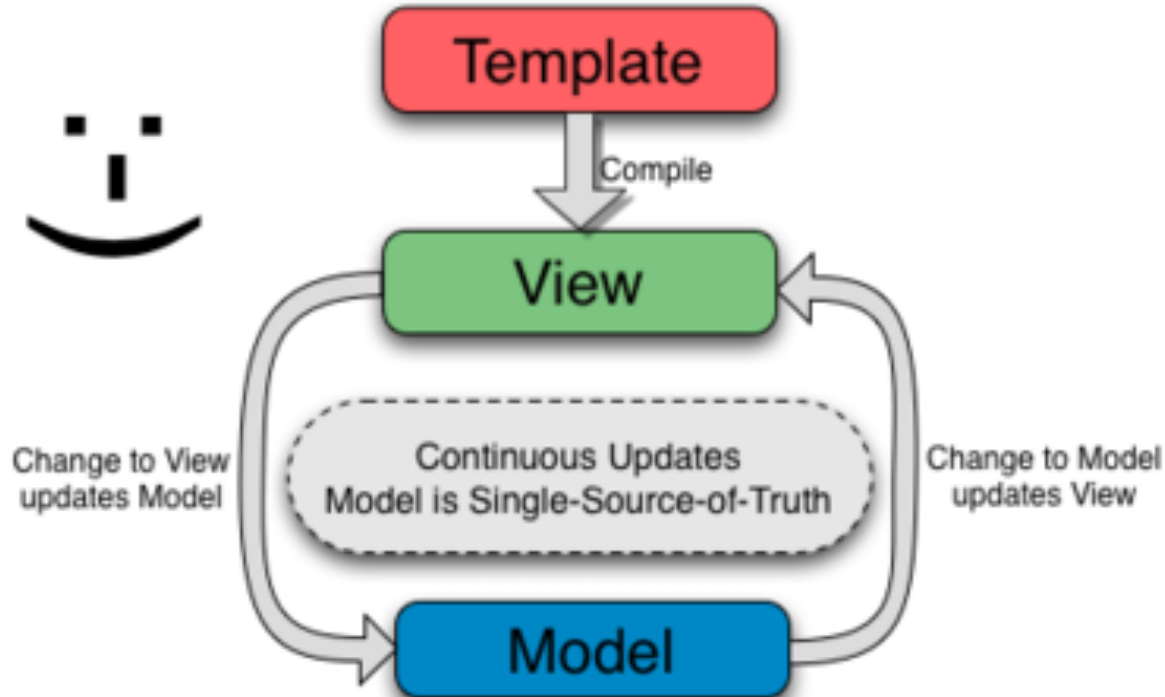 Template
Compile
View
Change to View
updates Model
Continuous Updates
Model is Single-Source-of-Truth
Change to Model
updates View
Model